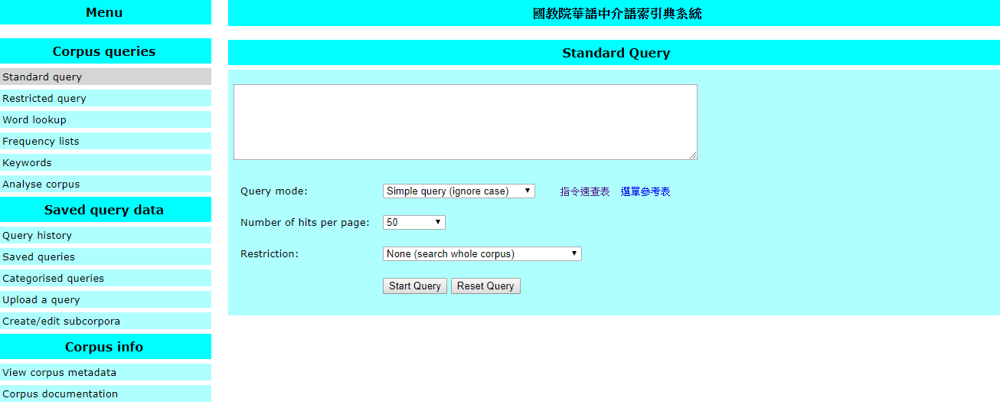 Menu
Corpus queries
Standard query
Restricted query
Word lookup
Frequency lists
Keywords
Analyse corpus
Saved query data
Query history
Saved queries
Categorised queries
Upload a query
Create/edit subcorpora
Corpus info
View corpus metadata
Corpus documentation
國教院華語中介語索引典系統
Standard Query
Query mode: Simple query (ignore case) 指令速查表 選單參考表
Number of hits per page: 50
Restriction: None (search whole corpus)
Start Query Reset Query